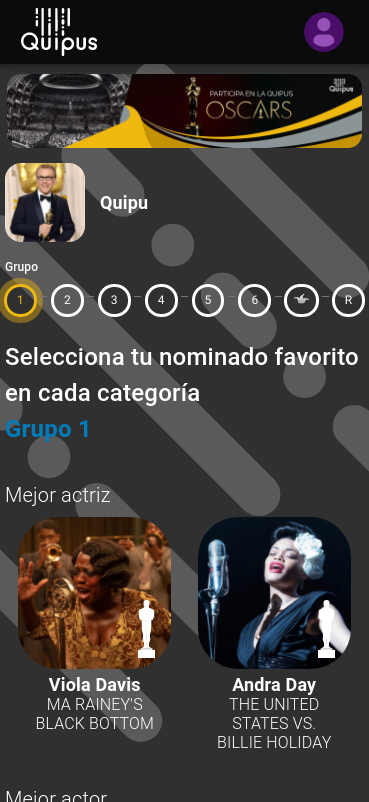 Quipus
PARTICIPA EN LA QUIPUS
OSCARS
Quipus
Quipu
Grupo
1
2
3
4
5
6
R
Selecciona tu nominado favorito
en cada categoría
Grupo 1
Mejor actriz
Viola Davis
MA RAINEY'S
BLACK BOTTOM
Andra Day
THE UNITED
STATES VS.
BILLIE HOLIDAY
Mejor actor